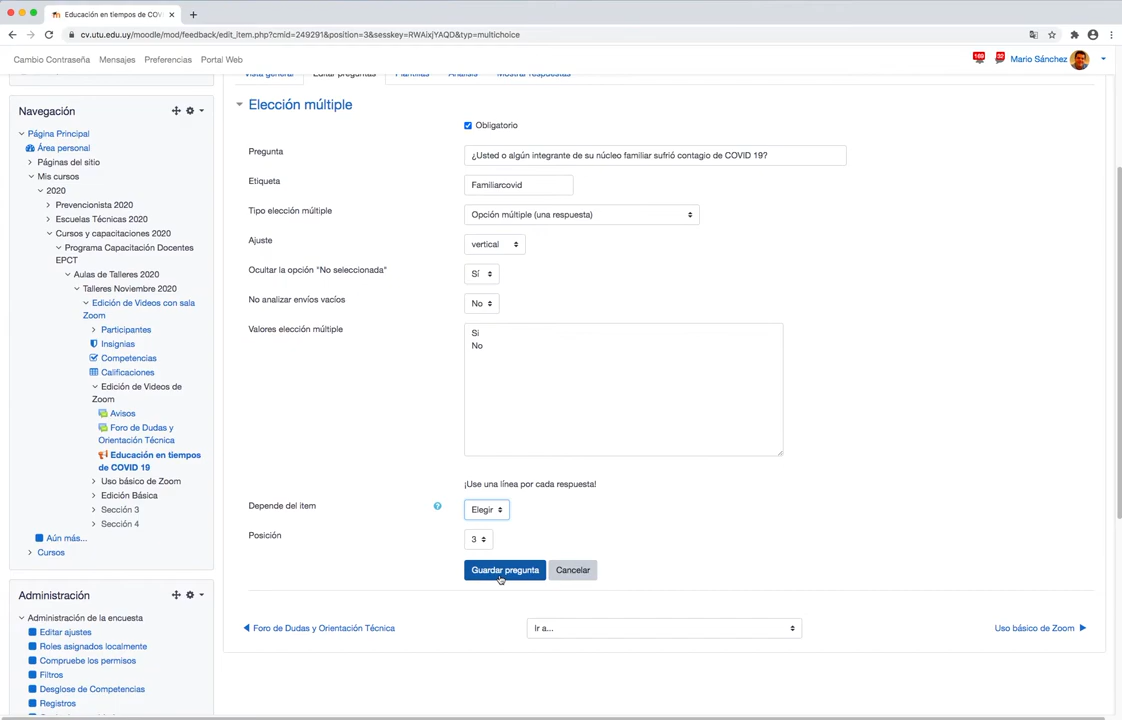 Educación en tiempos de COV
cv.utu.edu.uy/moodle/mod/feedback/edit_item.php?cmid=249291&position=3&sesskey=RWAixjYAQD&typ=multichoice
Cambio Contraseña Mensajes Preferencias Portal Web
169 32 Mario Sánchez
Vista general Editar preguntas Plantillas Análisis Mostrar respuestas
Navegación
Página Principal
Área personal
Páginas del sitio
Mis cursos
2020
Prevencionista 2020
Escuelas Técnicas 2020
Cursos y capacitaciones 2020
Programa Capacitación Docentes
EPCT
Aulas de Talleres 2020
Talleres Noviembre 2020
Edición de Videos con sala
Zoom
Participantes
Insignias
Competencias
Calificaciones
Edición de Videos de
Zoom
Avisos
Foro de Dudas y
Orientación Técnica
Educación en tiempos
de COVID 19
Uso básico de Zoom
Edición Básica
Sección 3
Sección 4
Aún más...
Cursos
Administración
Administración de la encuesta
Editar ajustes
Roles asignados localmente
Compruebe los permisos
Filtros
Desglose de Competencias
Registros
Elección múltiple
Obligatorio
Pregunta
¿Usted o algún integrante de su núcleo familiar sufrió contagio de COVID 19?
Etiqueta
Familiarcovid
Tipo elección múltiple
Opción múltiple (una respuesta)
Ajuste
vertical
Ocultar la opción "No seleccionada"
Sí
No analizar envíos vacíos
No
Valores elección múltiple
Si
No
¡Use una línea por cada respuesta!
Depende del item
Elegir
Posición
3
Guardar pregunta Cancelar
Foro de Dudas y Orientación Técnica
Ir a...
Uso básico de Zoom